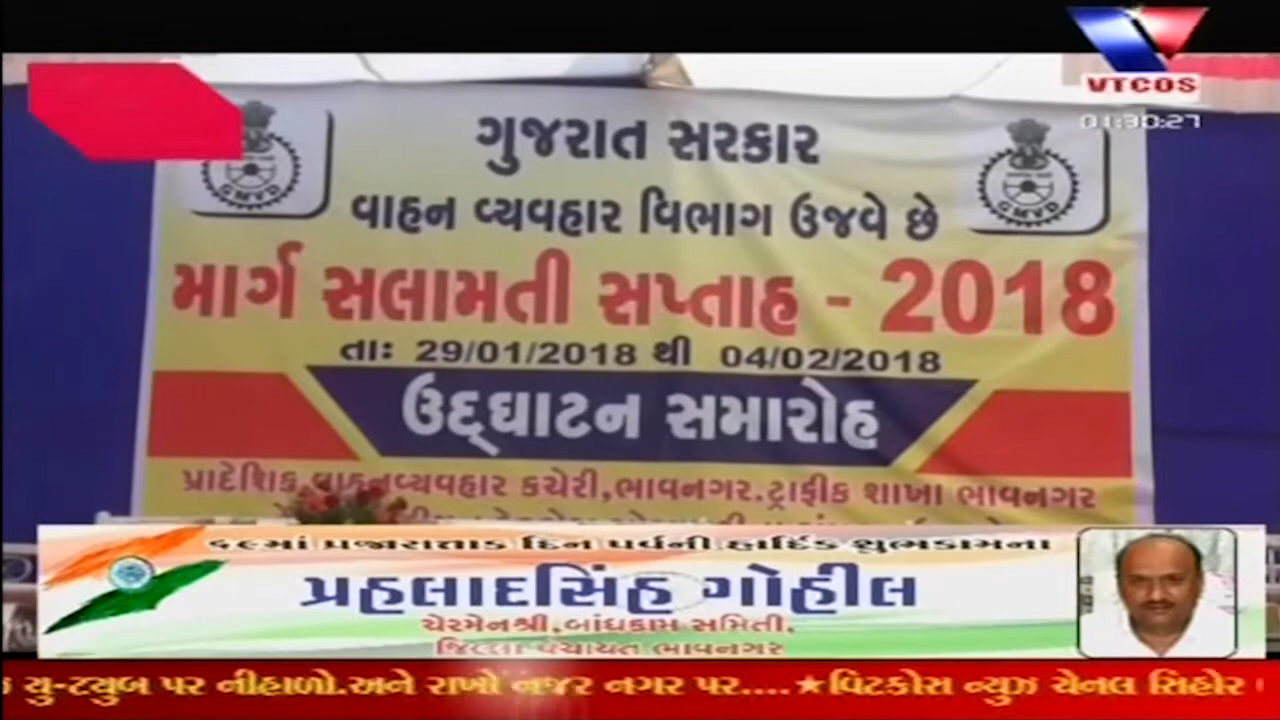 VTCOS
01:30:27
GMVD
GMVD
ગુજરાત સરકાર
વાહન વ્યવહાર વિભાગ ઉજવે છે
માર્ગ સલામતી સપ્તાહ - 2018
તાઃ 29/01/2018 થી 04/02/2018
ઉદ્ઘાટન સમારોહ
પ્રાદેશિક વાહનવ્યવહાર કચેરી,ભાવનગર.ટ્રાફીક શાખા ભાવનગર
૬૯માં પ્રજાસત્તાક દિન પર્વની હાર્દિક શુભકામના
પ્રહલાદસિંહ ગોહીલ
ચેરમેનશ્રી,બાંધકામ સમિતી,
જિલ્લા પંચાયત ભાવનગર
યુ-ટ્યુબ પર નીહાળો.અને રાખો નજર નગર પર....★વિટકોસ ન્યુઝ ચેનલ સિહોર